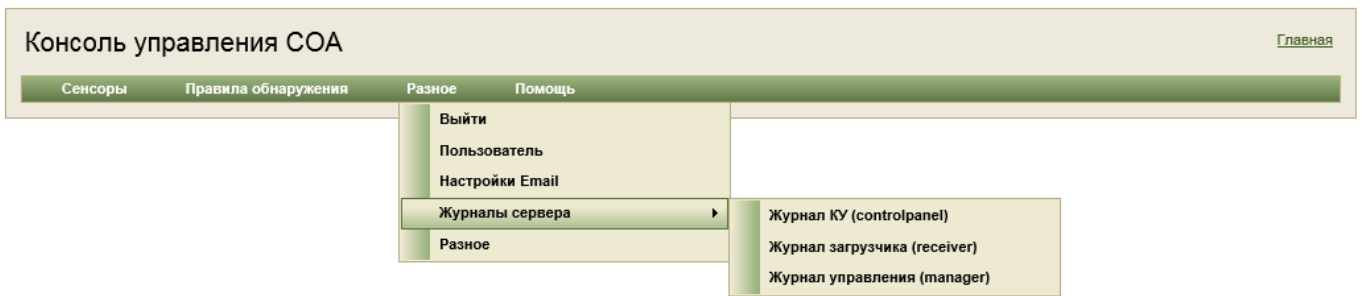 Консоль управления СОА
Главная
Сенсоры Правила обнаружения Разное Помощь
Выйти
Пользователь
Настройки Email
Журналы сервера
Журнал КУ (controlpanel)
Разное
Журнал загрузчика (receiver)
Журнал управления (manager)